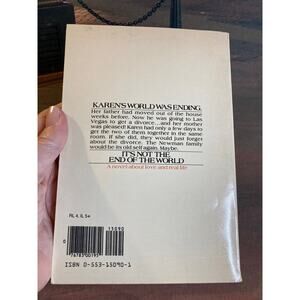 KAREN'S WORLD WAS ENDING.
Her father had moved out of the house
weeks before. Now he was going to Las
Vegas to get a divorce...and her mother
was pleased! Karen had only a few days to
get the two of them together in the same
room. If she did, they would just forget
about the divorce. The Newman family
would be its old self again. Maybe.
IT'S NOT THE
END OF THE WORLD
A novel about love and real life
RL 4, IL 5+
15090
0
76783 00195
ISBN 0-553-15090-1